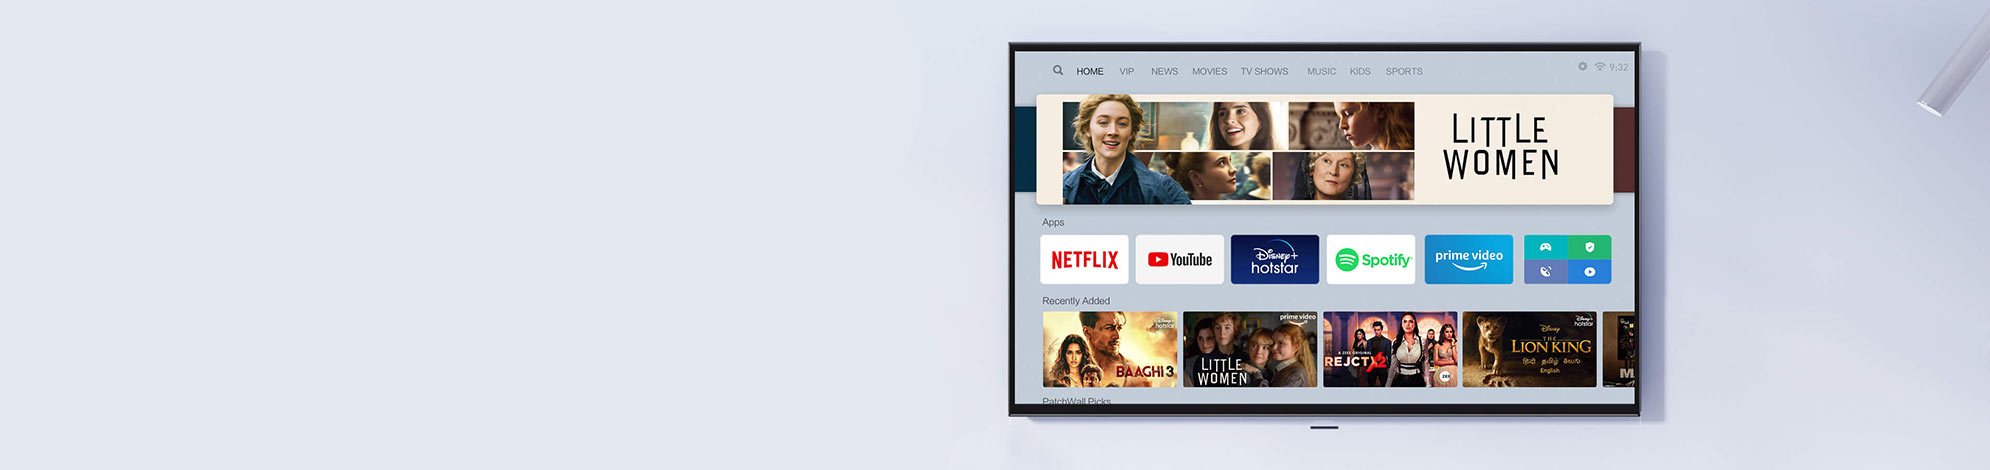 HOME VIP NEWS MOVIES TV SHOWS MUSIC KIDS SPORTS 9:32
LITTLE
WOMEN
Apps
NETFLIX YouTube Disney+ hotstar Spotify prime video
Recently Added
Disney+ hotstar
BAAGHI 3
prime video
LITTLE
WOMEN
A ZEE5 ORIGINAL
REJCTX2
ZEE5
Disney+ hotstar
Disney
THE
LION KING
हिन्दी தமிழ் తెలుగు
English
M
PatchWall Picks